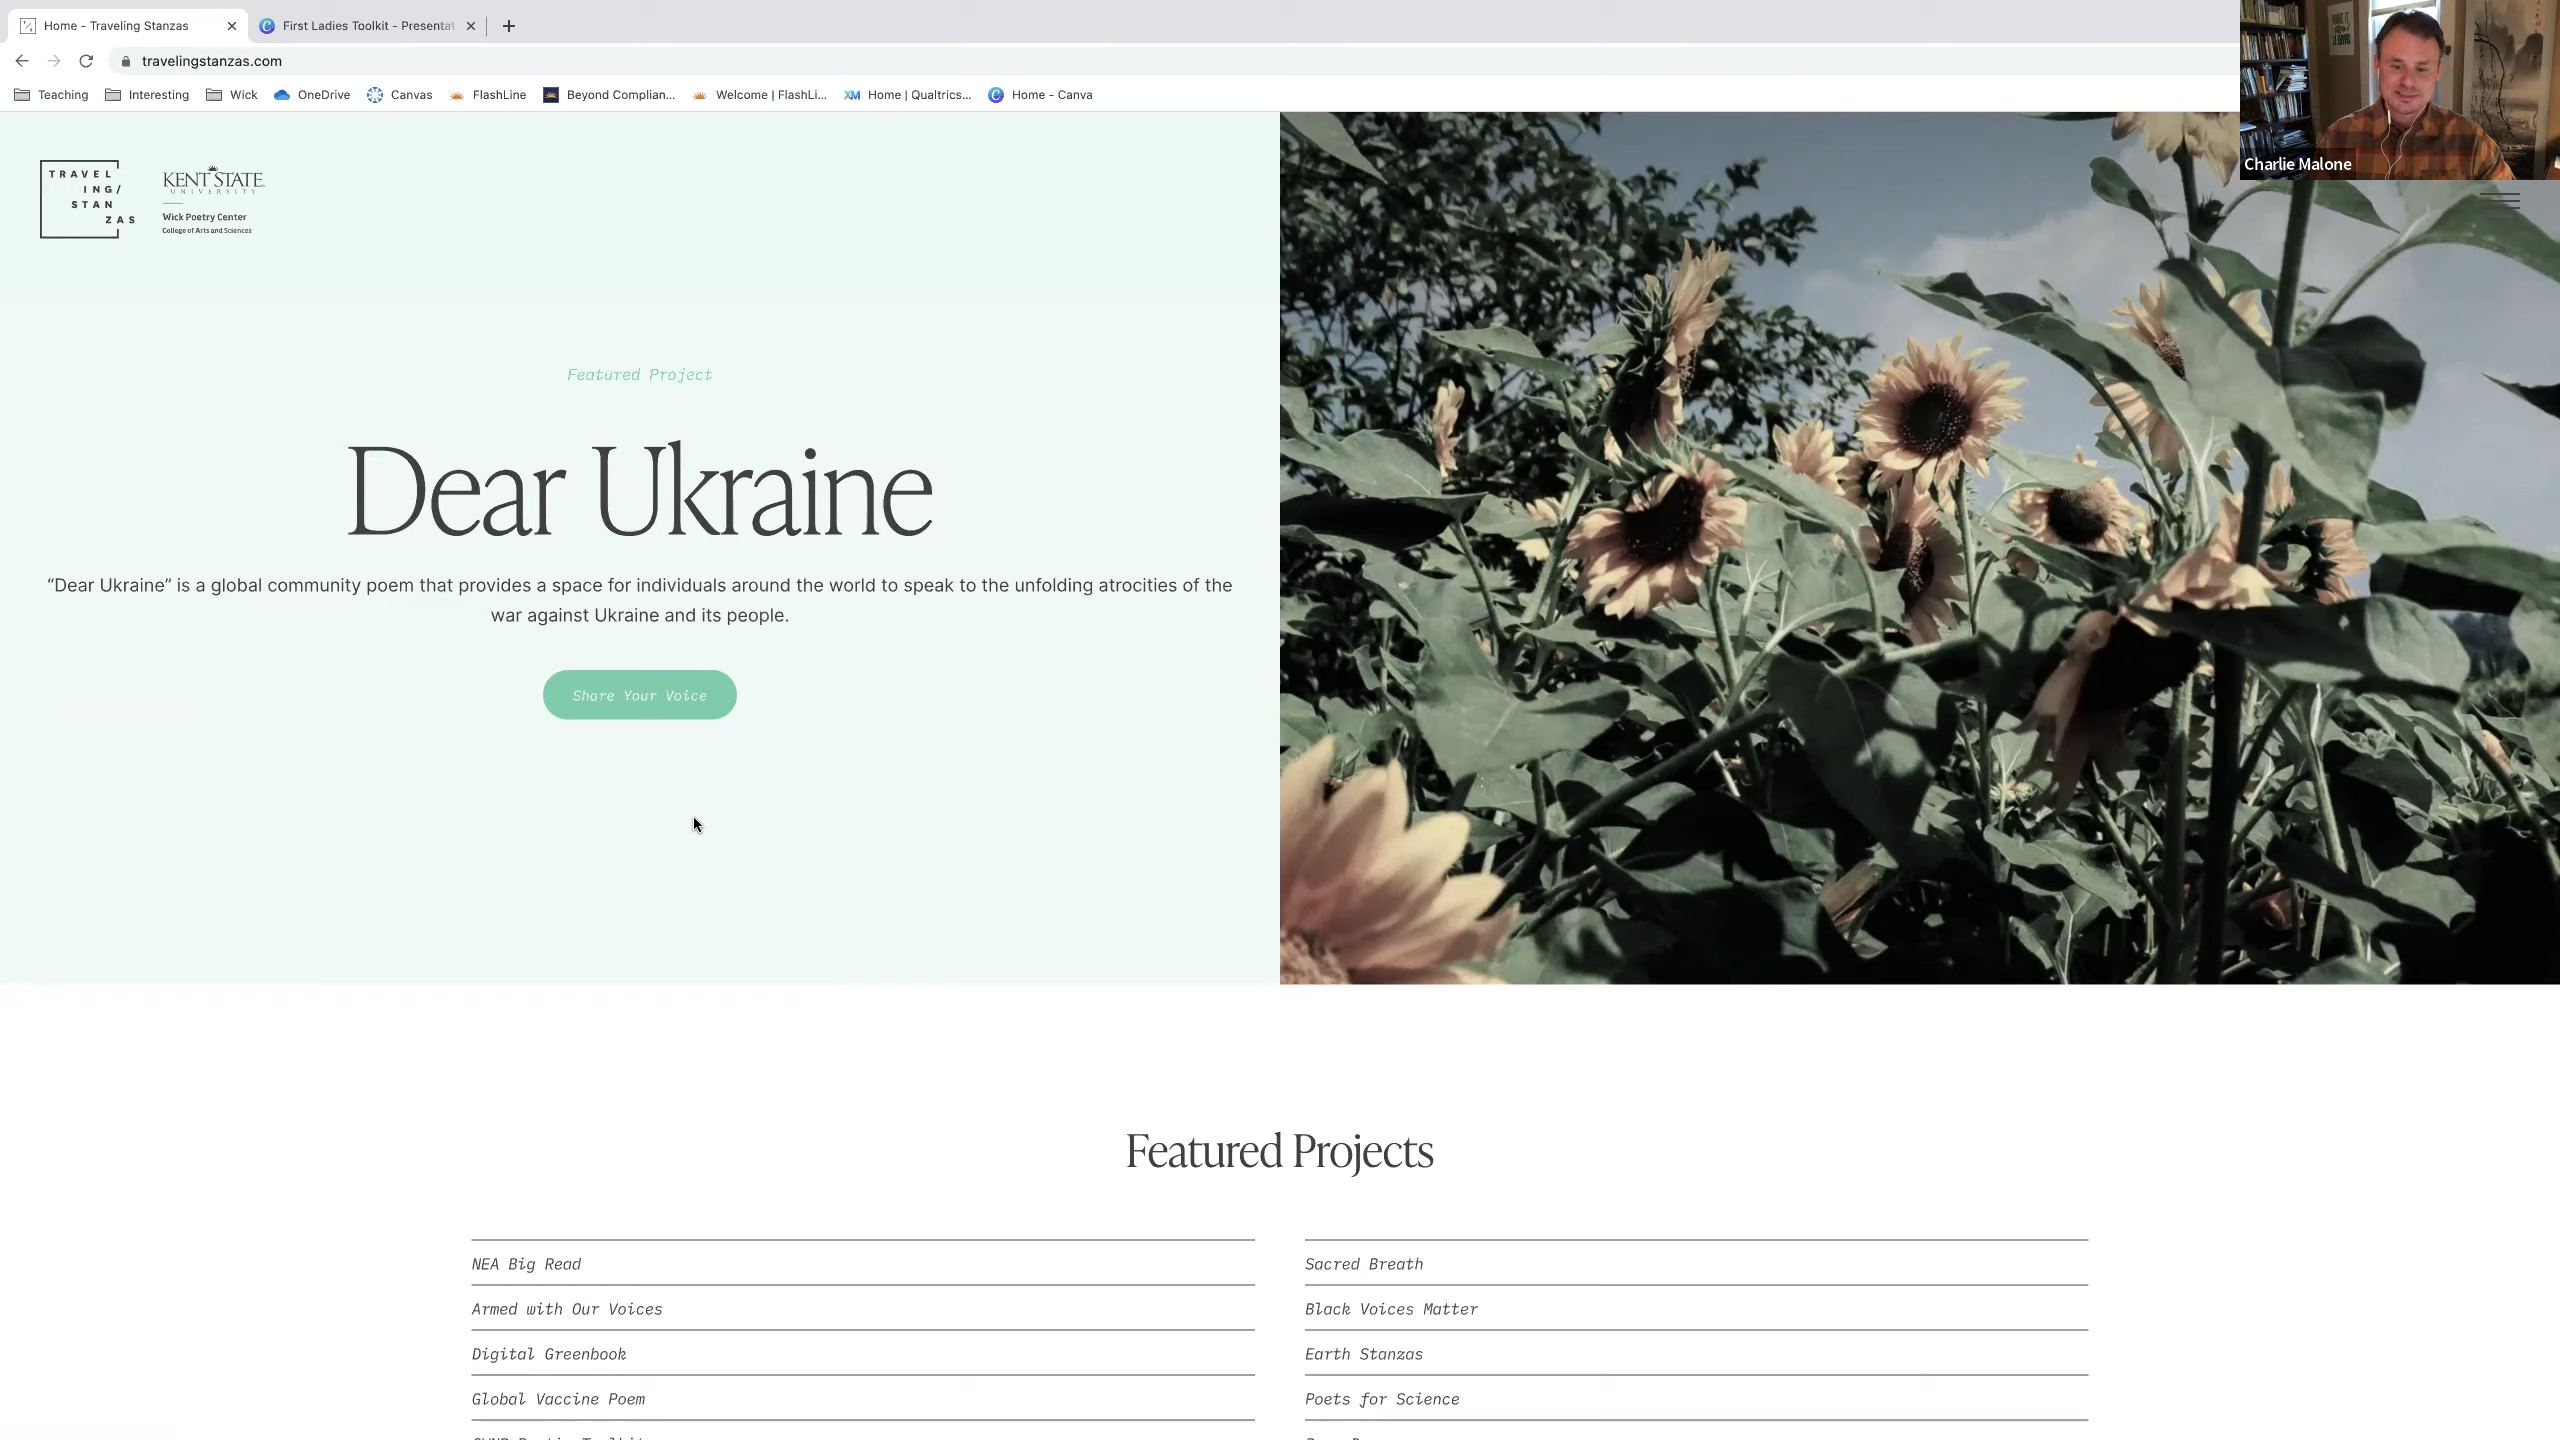 Home - Traveling Stanzas
First Ladies Toolkit - Presentat
travelingstanzas.com
Teaching
Interesting
Wick
OneDrive
Canvas
FlashLine
Beyond Complian...
Welcome | FlashLi...
Home | Qualtrics...
Home - Canva
Charlie Malone
TRAVEL
ING/
STAN
ZAS
KENT STATE
UNIVERSITY
Wick Poetry Center
College of Arts and Sciences
Featured Project
Dear Ukraine
“Dear Ukraine” is a global community poem that provides a space for individuals around the world to speak to the unfolding atrocities of the
war against Ukraine and its people.
Share Your Voice
Featured Projects
NEA Big Read
Sacred Breath
Armed with Our Voices
Black Voices Matter
Digital Greenbook
Earth Stanzas
Global Vaccine Poem
Poets for Science